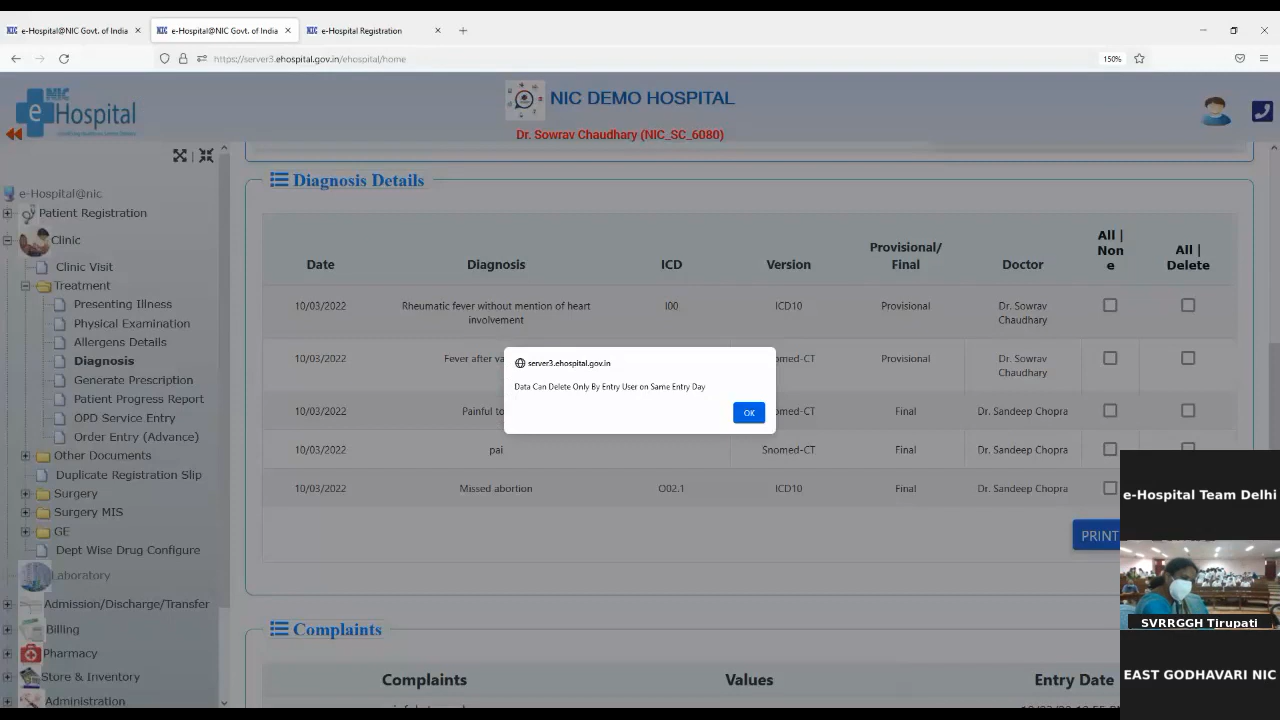 e-Hospital@NIC Govt. of India
e-Hospital@NIC Govt. of India
e-Hospital Registration
https://server3.ehospital.gov.in/ehospital/home
150%
NIC
e Hospital
NIC DEMO HOSPITAL
Dr. Sowrav Chaudhary (NIC_SC_6080)
e-Hospital@nic
Patient Registration
Clinic
Clinic Visit
Treatment
Presenting Illness
Physical Examination
Allergens Details
Diagnosis
Generate Prescription
Patient Progress Report
OPD Service Entry
Order Entry (Advance)
Other Documents
Duplicate Registration Slip
Surgery
Surgery MIS
GE
Dept Wise Drug Configure
Laboratory
Admission/Discharge/Transfer
Billing
Pharmacy
Store & Inventory
Administration
Diagnosis Details
Date Diagnosis ICD Version Provisional/ Final Doctor All | Non e All | Delete
10/03/2022 Rheumatic fever without mention of heart involvement I00 ICD10 Provisional Dr. Sowrav Chaudhary
10/03/2022 Fever after omed-CT Provisional Dr. Sowrav Chaudhary
10/03/2022 Painful omed-CT Final Dr. Sandeep Chopra
10/03/2022 pai Snomed-CT Final Dr. Sandeep Chopra
10/03/2022 Missed abortion O02.1 ICD10 Final Dr. Sandeep Chopra
PRINT
server3.ehospital.gov.in
Data Can Delete Only By Entry User on Same Entry Day
OK
Complaints
Complaints Values Entry Date
e-Hospital Team Delhi
SVRRGGH Tirupati
EAST GODHAVARI NIC